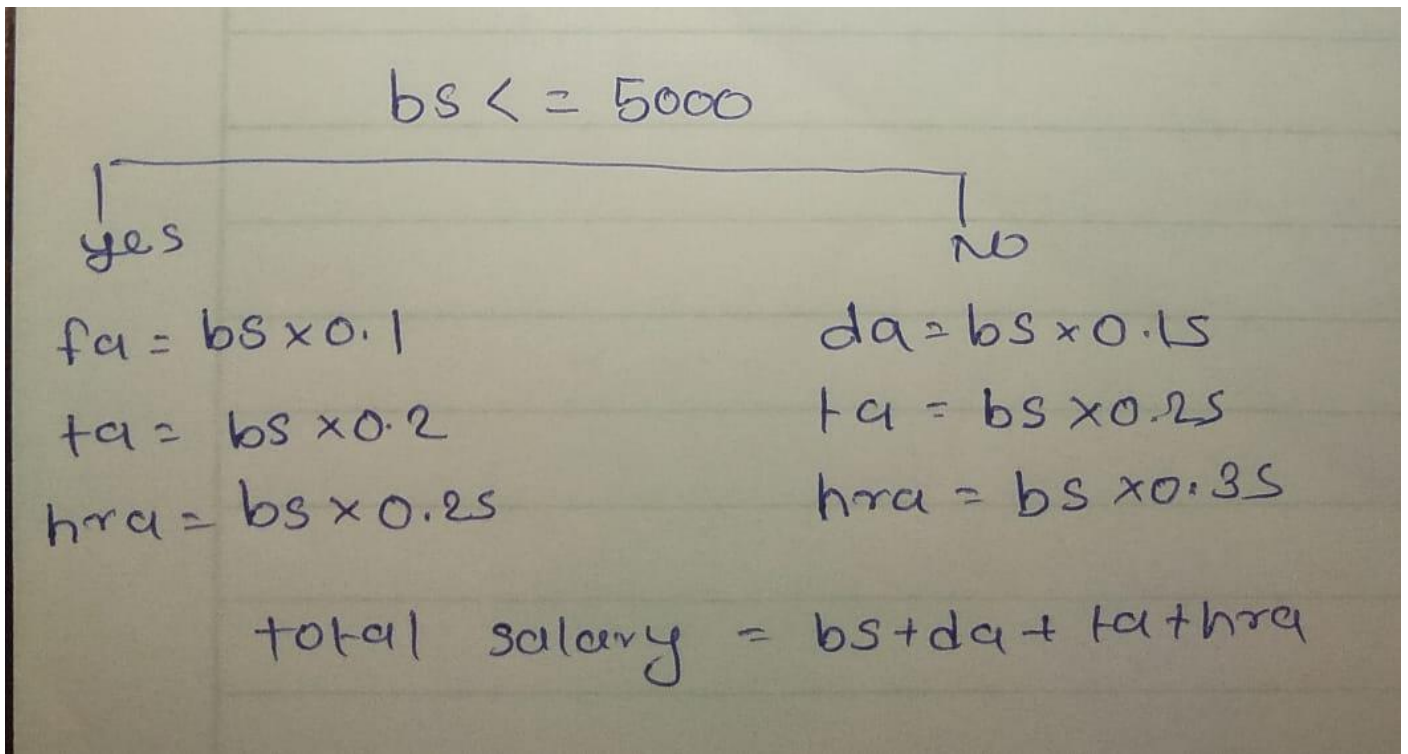 bs <= 5000
yes
NO
fa = bs x 0.1
da = bs x 0.15
ta = bs x 0.2
ta = bs x 0.25
hra = bs x 0.25
hra = bs x 0.35
total salary = bs + da + ta + hra